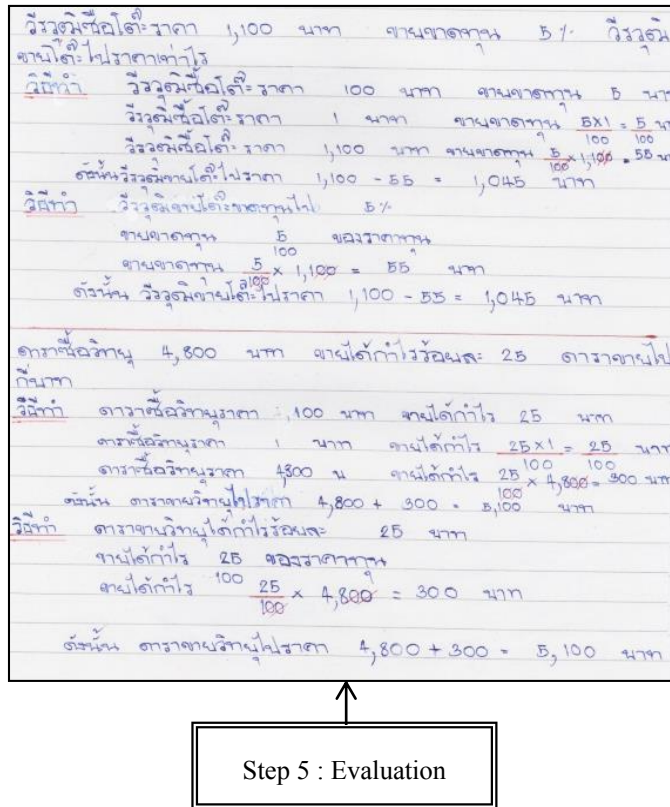 วีรวุฒิซื้อโต๊ะราคา 1,100 บาท ขายขาดทุน 5% วีรวุฒิ
ขายโต๊ะไปราคาเท่าไร
วิธีทำ วีรวุฒิซื้อโต๊ะราคา 100 บาท ขายขาดทุน 5 บาท
วีรวุฒิซื้อโต๊ะราคา 1 บาท ขายขาดทุน 5×1/100 = 5/100 บาท
วีรวุฒิซื้อโต๊ะราคา 1,100 บาท ขายขาดทุน 5/100 × 1,100 = 55 บาท
ดังนั้นวีรวุฒิขายโต๊ะไปราคา 1,100 - 55 = 1,045 บาท
วิธีทำ วีรวุฒิขายโต๊ะขาดทุนไป 5%
ขายขาดทุน 5/100 ของราคาทุน
ขายขาดทุน 5/100 × 1,100 = 55 บาท
ดังนั้น วีรวุฒิขายโต๊ะไปราคา 1,100 - 55 = 1,045 บาท
ดาราซื้อวิทยุ 4,800 บาท ขายได้กำไรร้อยละ 25 ดาราขายไป
กี่บาท
วิธีทำ ดาราซื้อวิทยุราคา 100 บาท ขายได้กำไร 25 บาท
ดาราซื้อวิทยุราคา 1 บาท ขายได้กำไร 25×1/100 = 25/100 บาท
ดาราซื้อวิทยุราคา 4,800 บ ขายได้กำไร 25/100 × 4,800 = 300 บาท
ดังนั้น ดาราขายวิทยุไปราคา 4,800 + 300 = 5,100 บาท
วิธีทำ ดาราขายวิทยุได้กำไรร้อยละ 25 บาท
ขายได้กำไร 25/100 ของราคาทุน
ขายได้กำไร 25/100 × 4,800 = 300 บาท
ดังนั้น ดาราขายวิทยุไปราคา 4,800 + 300 = 5,100 บาท
Step 5 : Evaluation